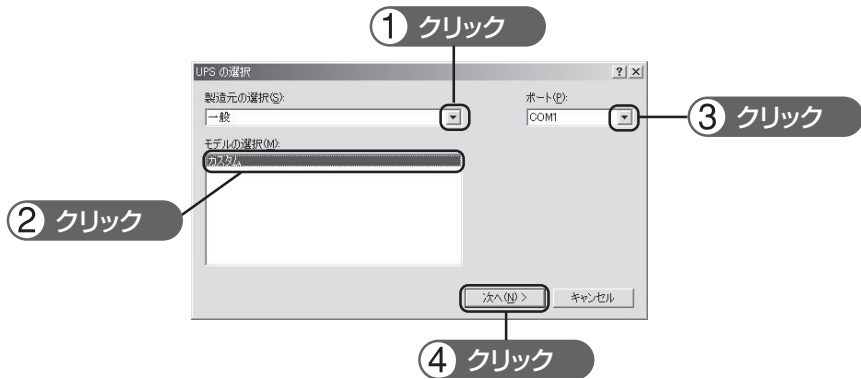 ① クリック
UPS の選択
製造元の選択(S):
ポート(P):
一般
COM1
③ クリック
モデルの選択(M):
カスタム
② クリック
次へ(N) >
キャンセル
④ クリック